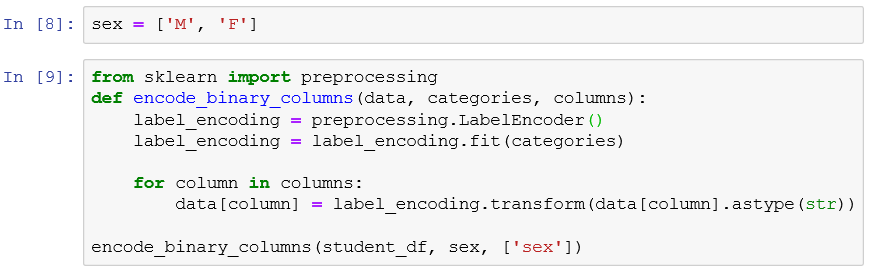 In [8]: sex = ['M', 'F']
In [9]: from sklearn import preprocessing
def encode_binary_columns(data, categories, columns):
    label_encoding = preprocessing.LabelEncoder()
    label_encoding = label_encoding.fit(categories)
    for column in columns:
        data[column] = label_encoding.transform(data[column].astype(str))
encode_binary_columns(student_df, sex, ['sex'])